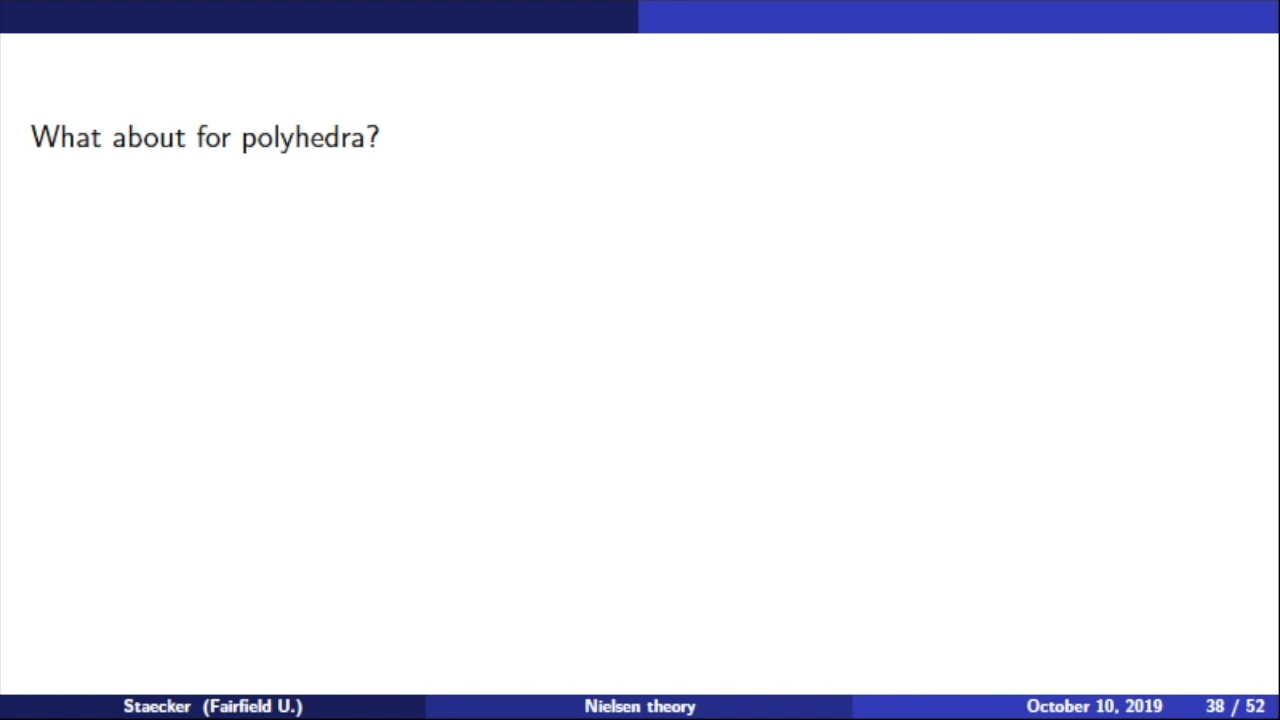 What about for polyhedra?
Staecker (Fairfield U.) Nielsen theory October 10, 2019 38 / 52